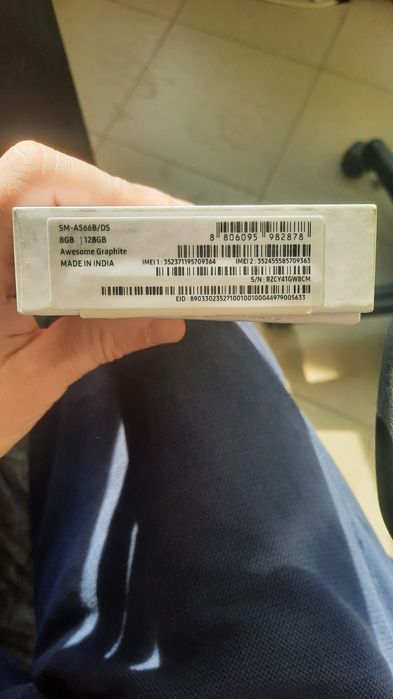 SM-A566B/DS
8GB | 128GB
Awesome Graphite
MADE IN INDIA
8 806095 982878
IMEI 1: 352371195709364
IMEI 2: 352455585709363
S/N: RZCY41GW8CM
EID: 89033023527100100100044979005633